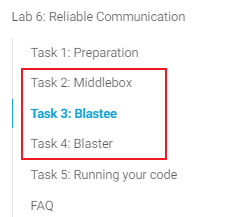 Lab 6: Reliable Communication
Task 1: Preparation
Task 2: Middlebox
Task 3: Blastee
Task 4: Blaster
Task 5: Running your code
FAQ